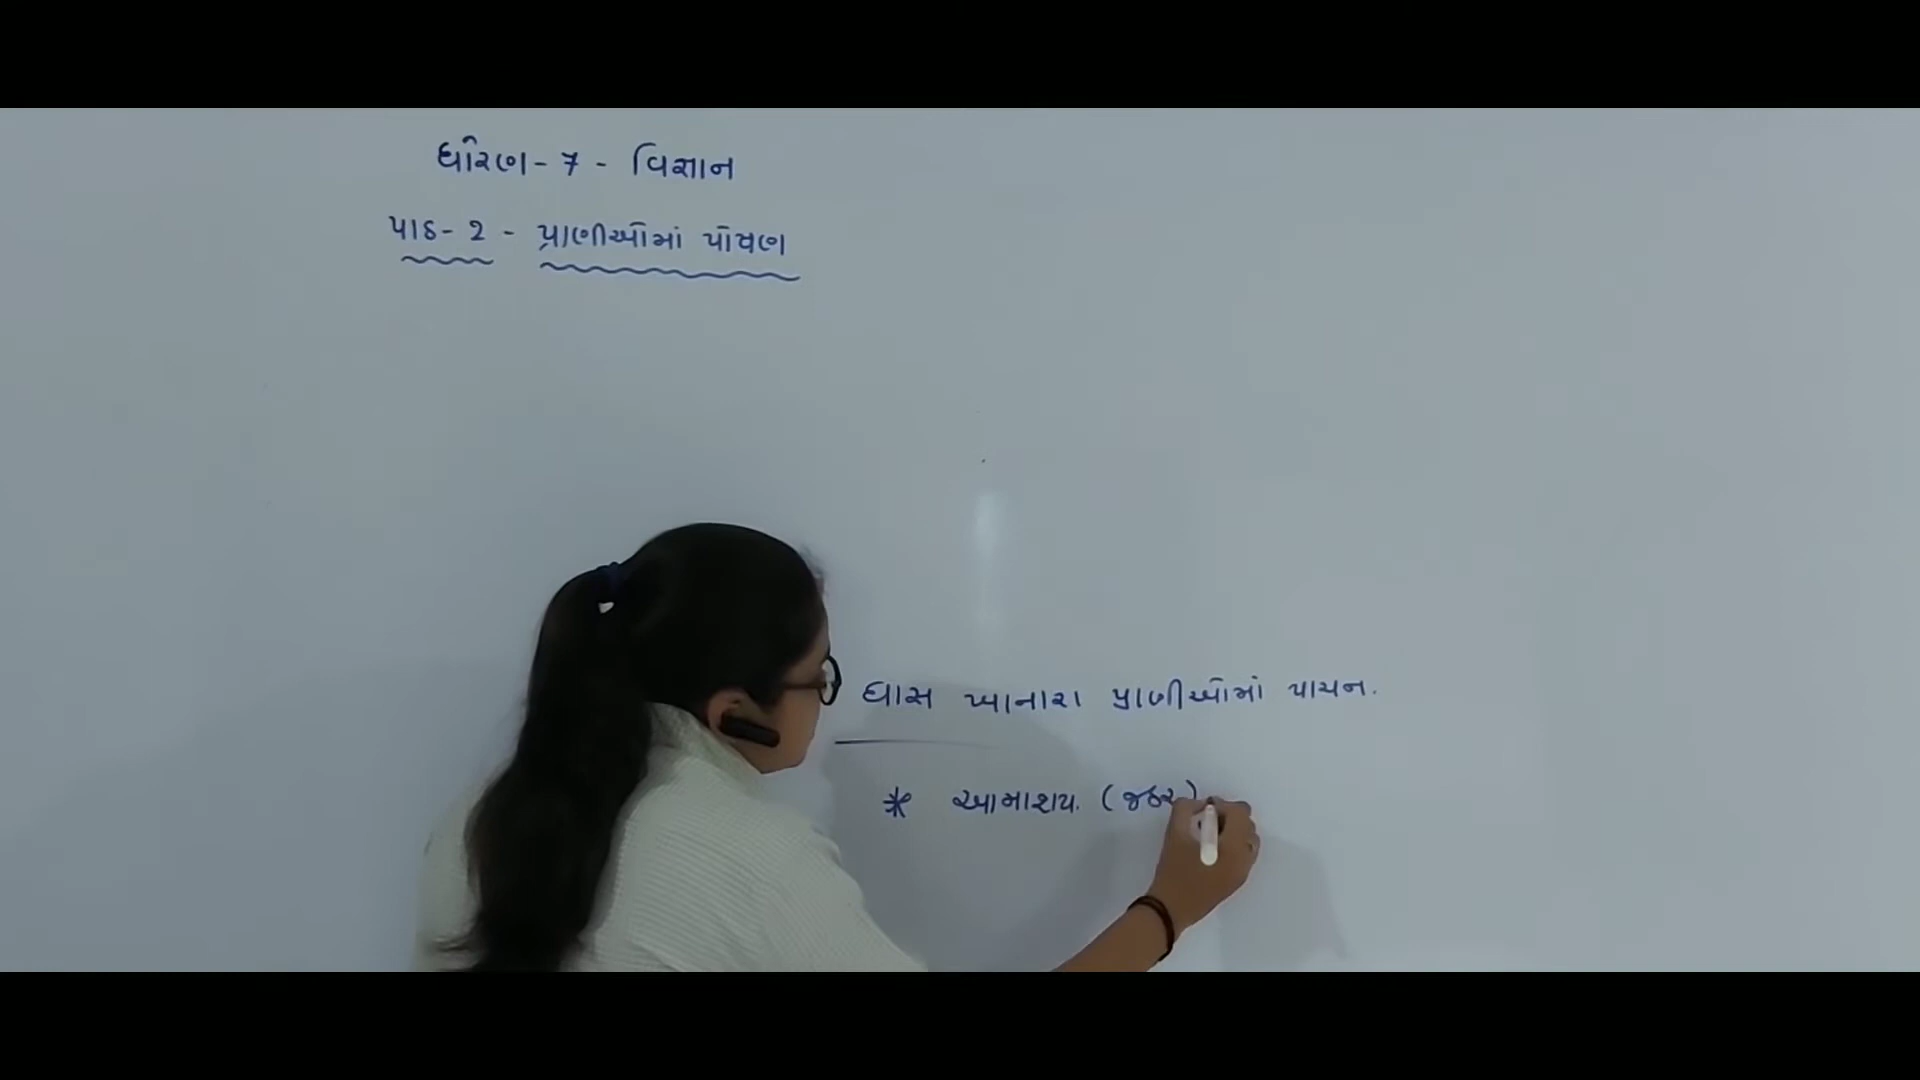 ધોરણ - 7 - વિજ્ઞાન
પાઠ - 2 - પ્રાણીઓમાં પોષણ
ઘાસ ખાનારા પ્રાણીઓમાં પાચન.
* આમાશય. (જઠર)